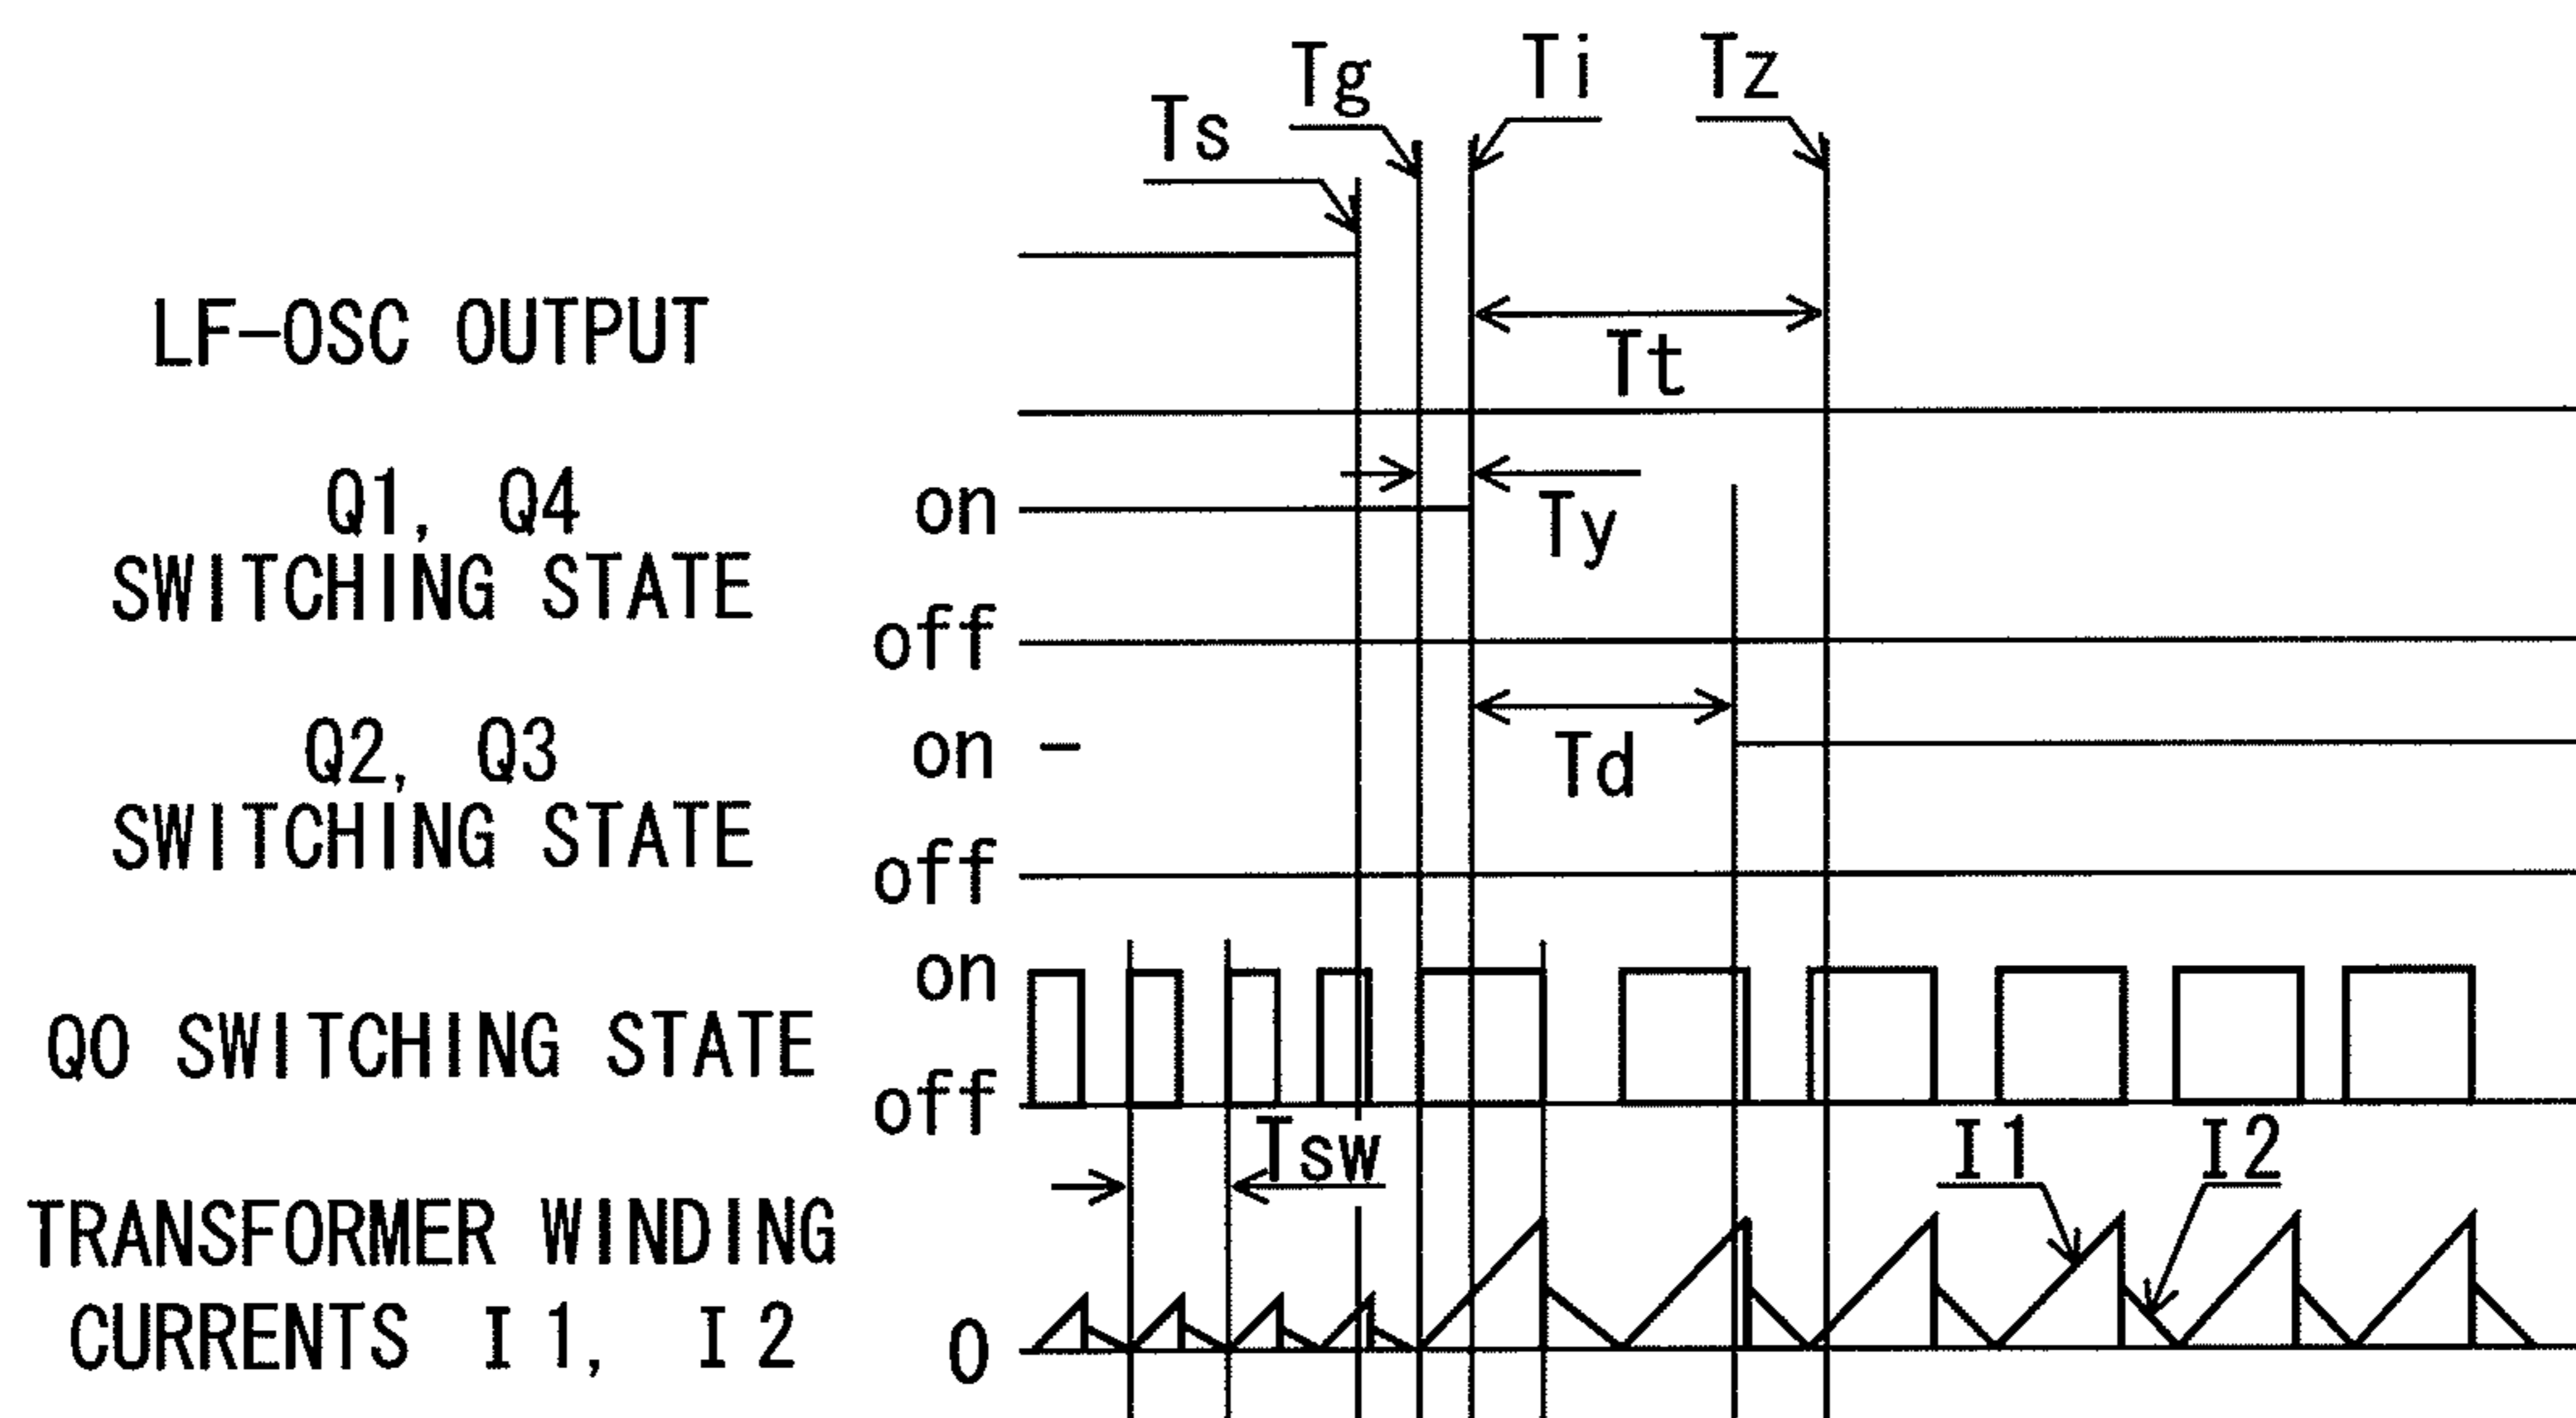 Ts
Tg
Ti
Tz
LF-OSC OUTPUT
Tt
Q1, Q4
SWITCHING STATE
on
off
Ty
Q2, Q3
SWITCHING STATE
on
off
Td
Q0 SWITCHING STATE
on
off
Tsw
I1
I2
TRANSFORMER WINDING
CURRENTS I1, I2
0